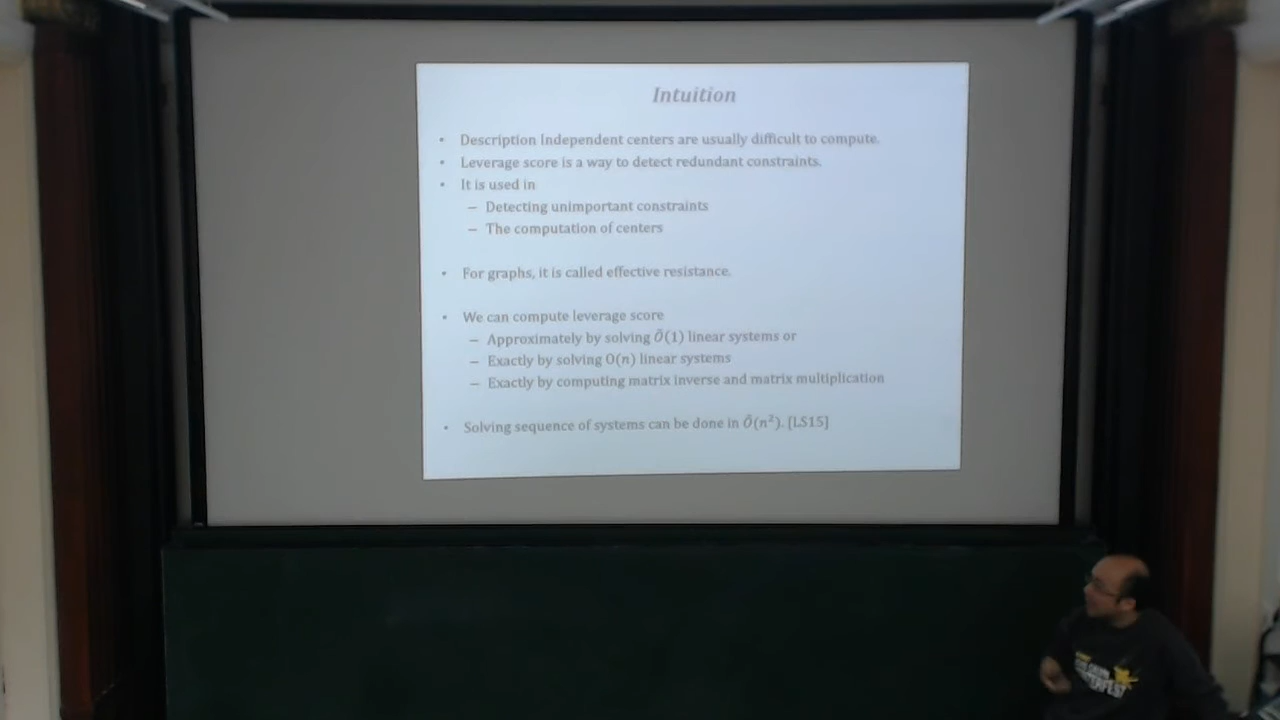 Intuition
• Description Independent centers are usually difficult to compute.
• Leverage score is a way to detect redundant constraints.
• It is used in
– Detecting unimportant constraints
– The computation of centers
• For graphs, it is called effective resistance.
• We can compute leverage score
– Approximately by solving Õ(1) linear systems or
– Exactly by solving O(n) linear systems
– Exactly by computing matrix inverse and matrix multiplication
• Solving sequence of systems can be done in Õ(n²). [LS15]